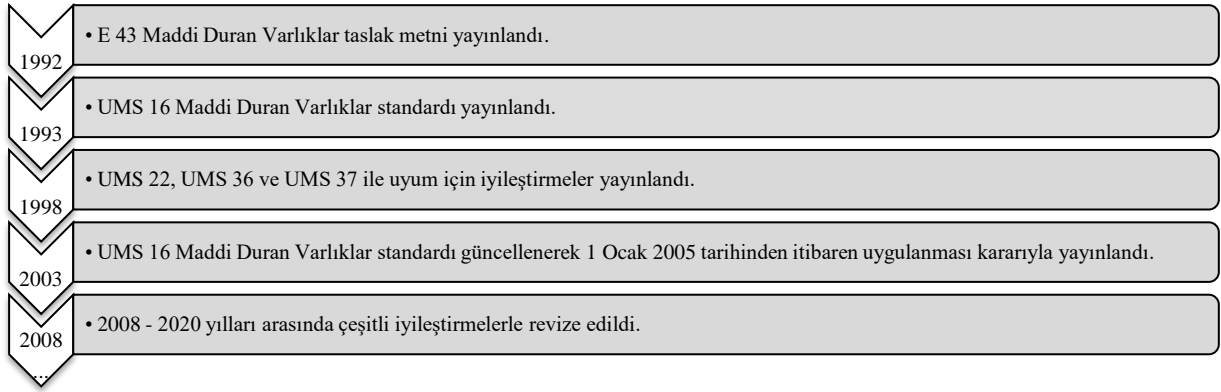 1992
• E 43 Maddi Duran Varlıklar taslak metni yayınlandı.
1993
• UMS 16 Maddi Duran Varlıklar standardı yayınlandı.
1998
• UMS 22, UMS 36 ve UMS 37 ile uyum için iyileştirmeler yayınlandı.
2003
• UMS 16 Maddi Duran Varlıklar standardı güncellenerek 1 Ocak 2005 tarihinden itibaren uygulanması kararıyla yayınlandı.
2008
...
• 2008 - 2020 yılları arasında çeşitli iyileştirmelerle revize edildi.